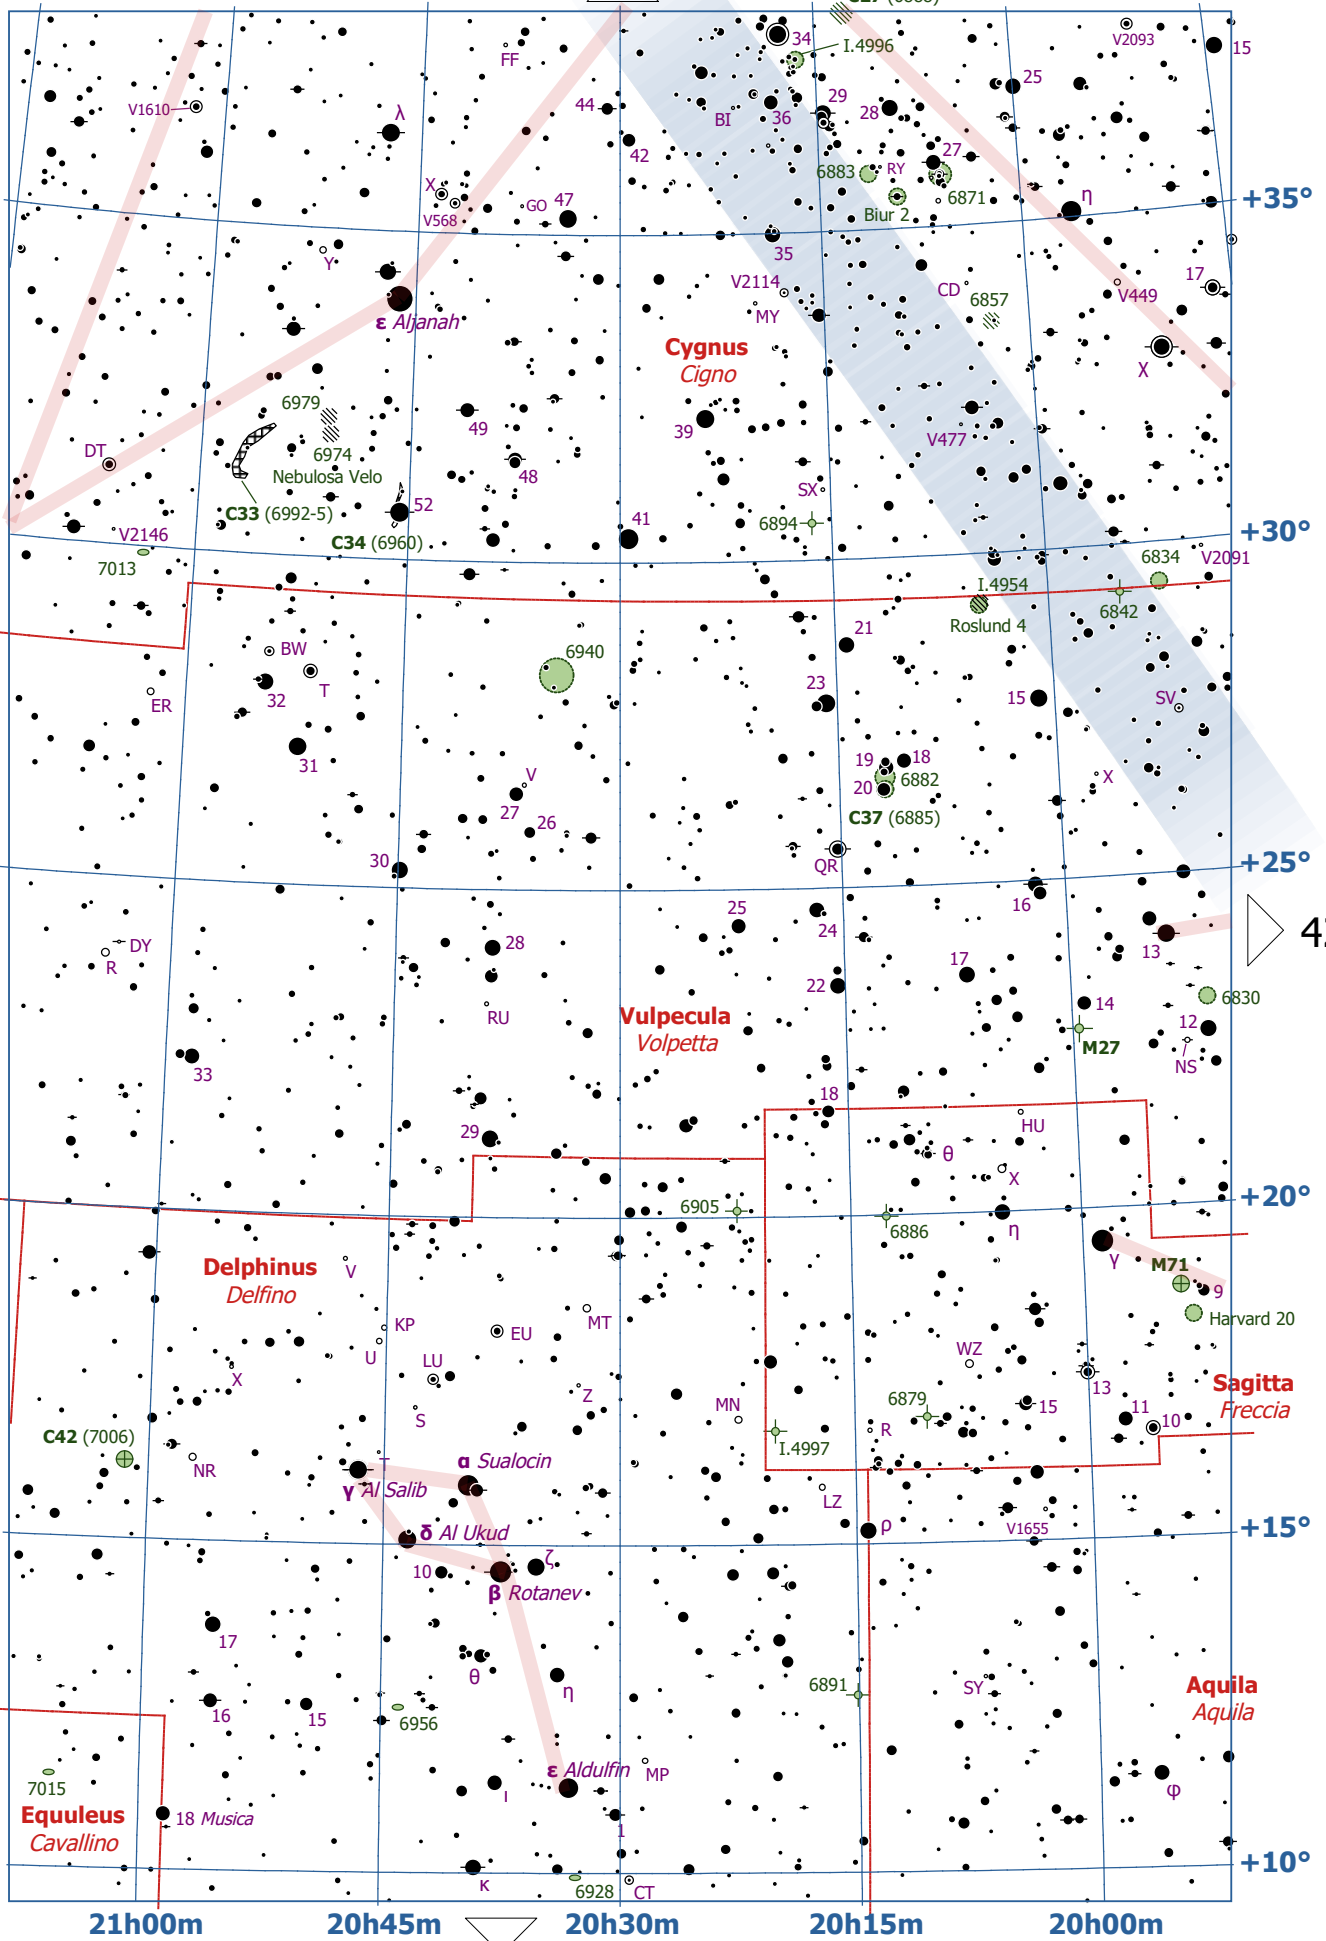 34
I.4996
V2093
15
FF
25
V1610
44
29
28
λ
BI
36
42
27
6883
RY
6871
+35°
X
V568
GO
47
Biur 2
η
35
Y
V2114
CD
6857
V449
17
MY
ε Aljanah
Cygnus
Cigno
χ
6979
49
39
V477
DT
6974
Nebulosa Velo
48
SX
C33 (6992-5)
52
41
6894
+30°
V2146
C34 (6960)
6834
V2091
7013
I.4954
6842
Roslund 4
21
BW
6940
ER
32
T
23
15
SV
31
19
18
V
6882
X
20
27
26
C37 (6885)
30
QR
+25°
16
25
24
4
13
DY
28
R
17
22
14
6830
RU
Vulpecula
Volpetta
12
M27
NS
33
18
HU
29
θ
X
+20°
6905
6886
η
γ
M71
Delphinus
Delfino
V
9
Harvard 20
KP
EU
MT
U
WZ
LU
X
13
Sagitta
Freccia
Z
S
MN
6879
15
11
10
C42 (7006)
R
I.4997
NR
T
α Sualocin
γ Al Salib
LZ
δ Al Ukud
ρ
V1655
+15°
10
ζ
β Rotanev
17
θ
η
6891
SY
Aquila
Aquila
16
15
6956
ε Aldulfin
MP
7015
ι
φ
Equuleus
Cavallino
18 Musica
1
+10°
κ
6928
CT
21h00m
20h45m
20h30m
20h15m
20h00m